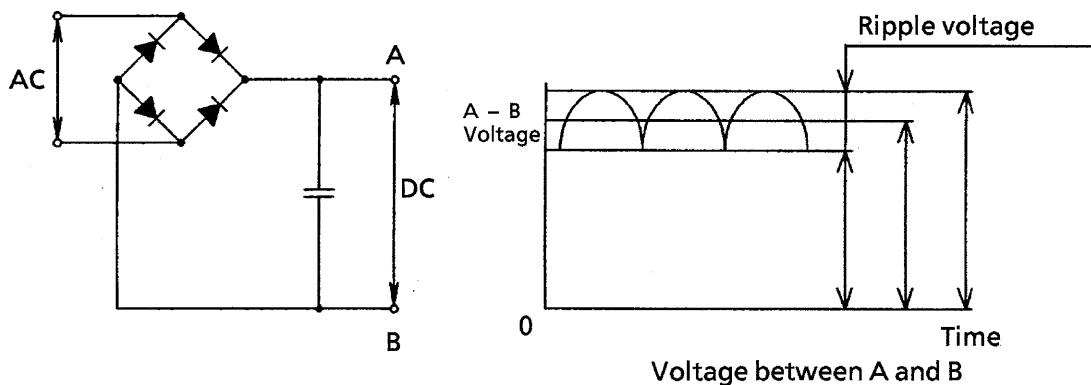 AC
A
DC
B
Ripple voltage
A – B
Voltage
0
Time
Voltage between A and B